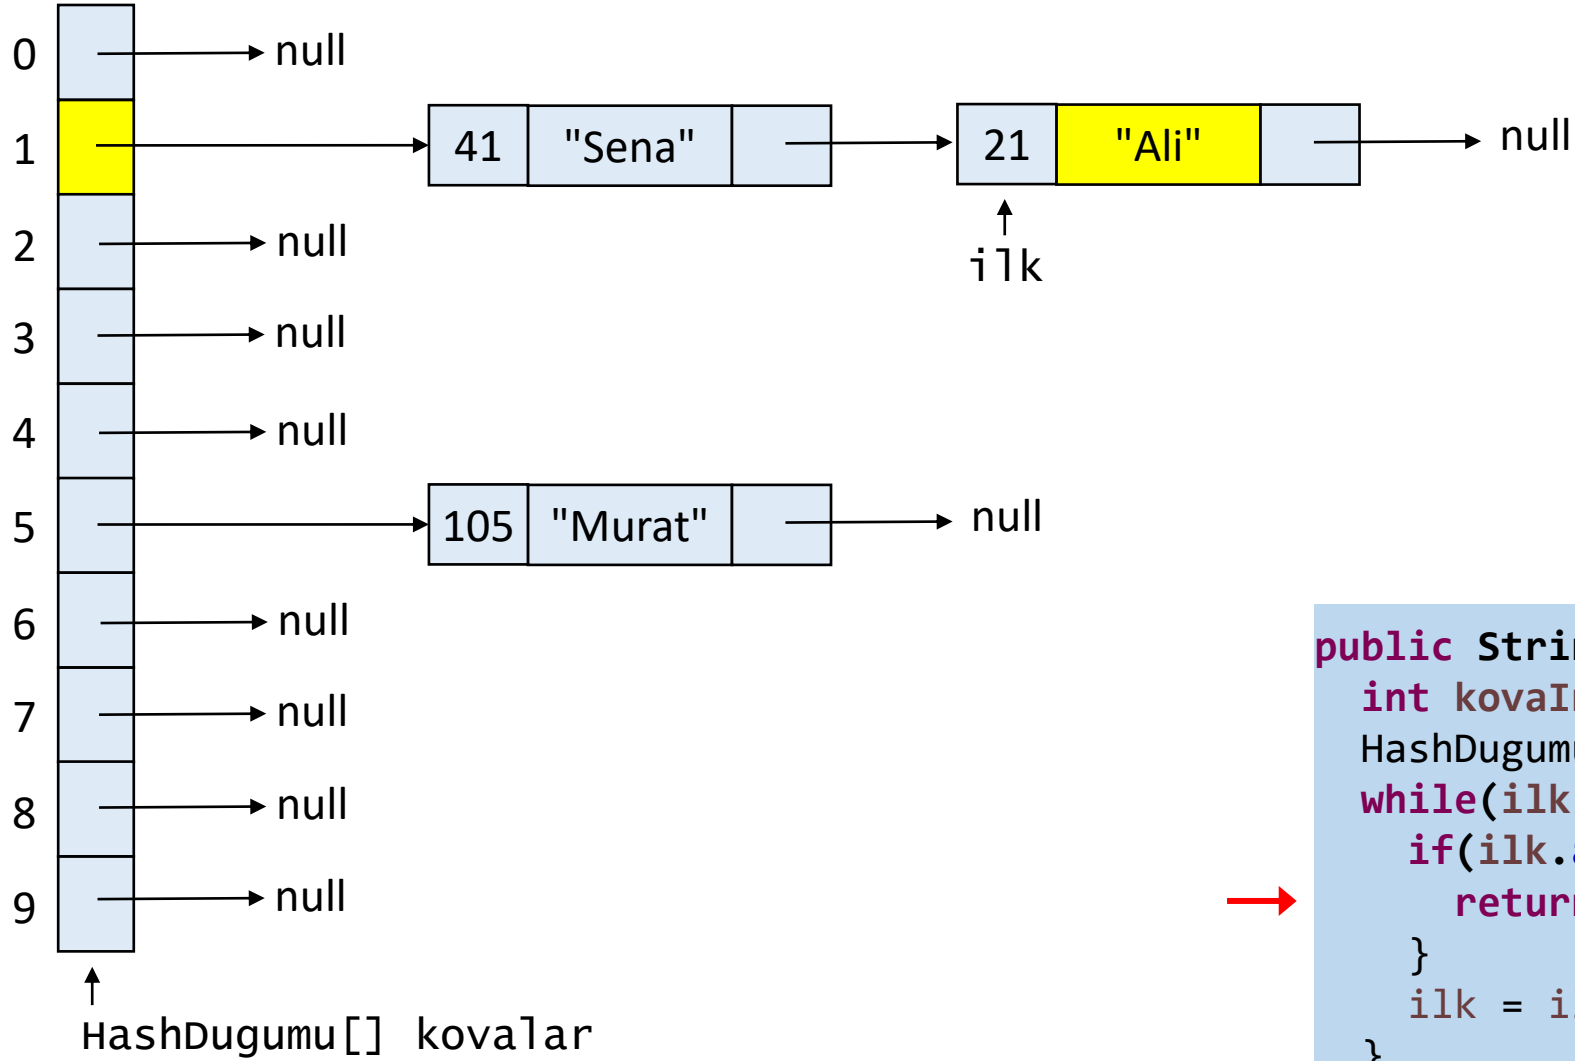 0 null
1 41 "Sena" 21 "Ali" null
2 null
ilk
3 null
4 null
5 105 "Murat" null
6 null
7 null
8 null
9 null
HashDugumu[] kovalar
public
int
while(ilk
if(ilk.
}
ilk =
}